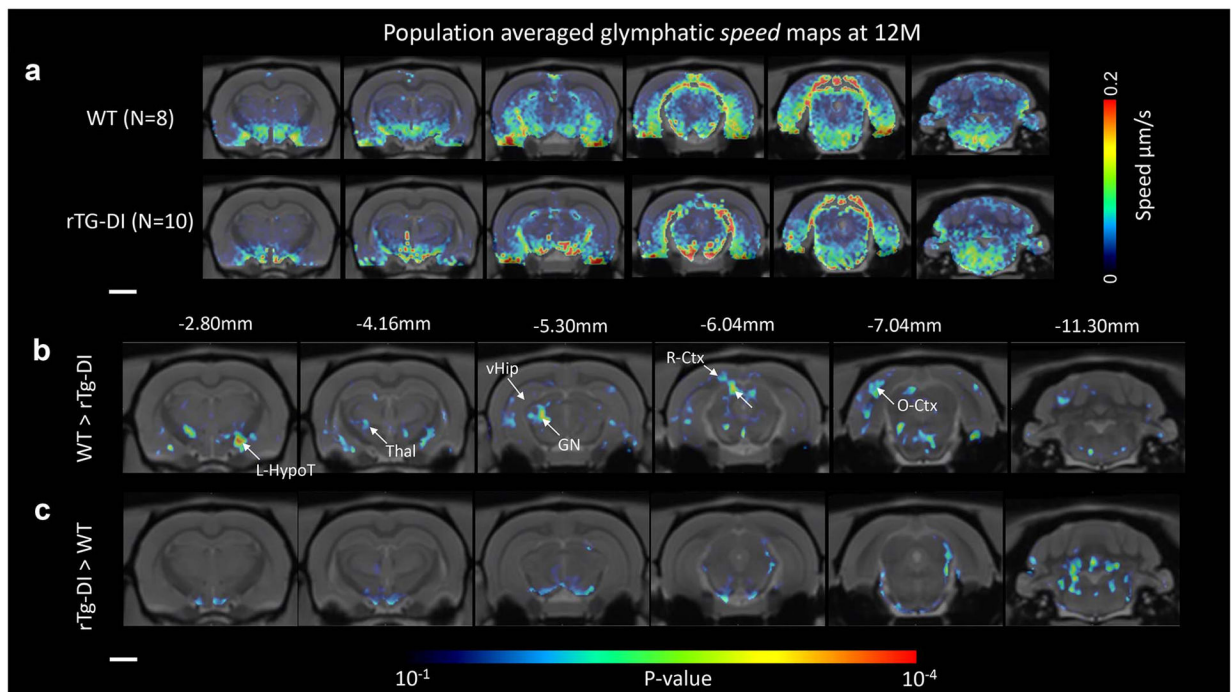 Population averaged glymphatic speed maps at 12M
a
WT (N=8)
rTG-DI (N=10)
0.2
Speed μm/s
0
-2.80mm
-4.16mm
-5.30mm
-6.04mm
-7.04mm
-11.30mm
b
WT > rTg-DI
L-HypoT
Thal
vHip
GN
R-Ctx
O-Ctx
c
rTg-DI > WT
10-1
P-value
10-4